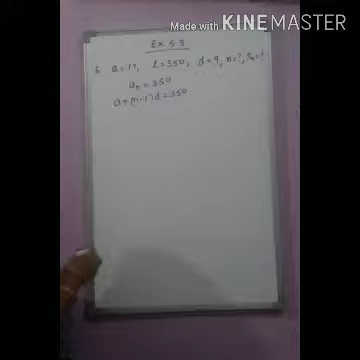 Made with KINEMASTER
Ex 5.3
6. a=17, l=350, d=9, n=?, Sn=?
an = 350
a+(n-1)d=350